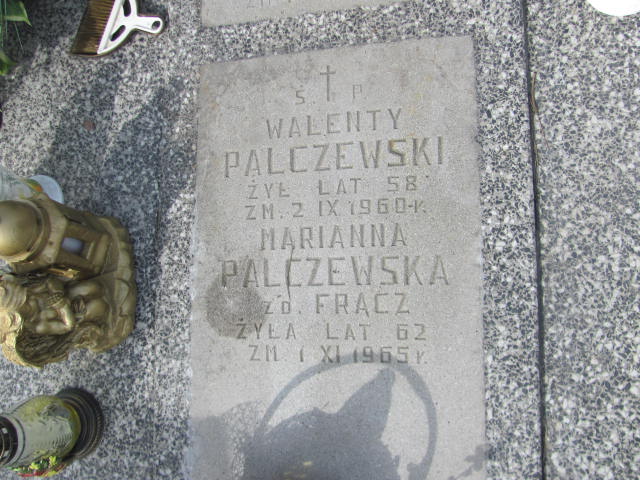 Ś † P
WALENTY
PALCZEWSKI
ŻYŁ LAT 58
ZM. 2 IX 1960 r.
MARIANNA
PALCZEWSKA
zd. FRĄCZ
ŻYŁA LAT 62
ZM. 1 XI 1965 r.